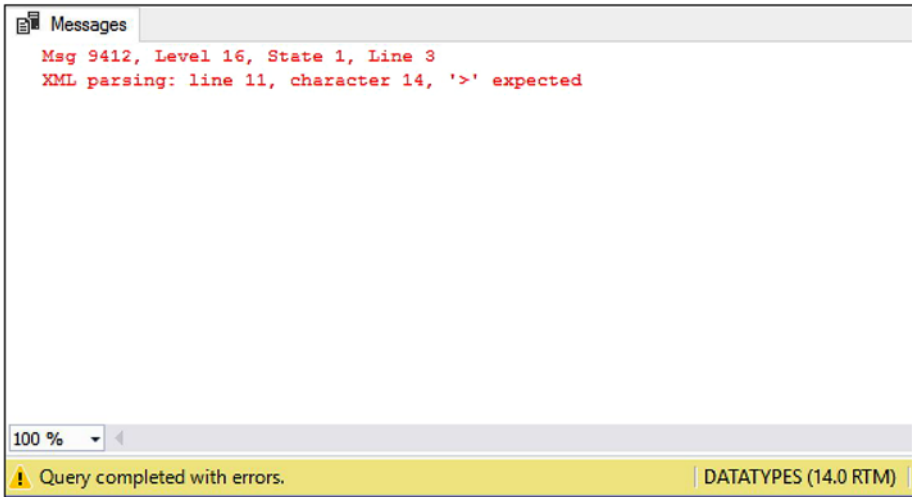 Messages
Msg 9412, Level 16, State 1, Line 3
XML parsing: line 11, character 14, '>' expected
100 %
Query completed with errors.
DATATYPES (14.0 RTM)